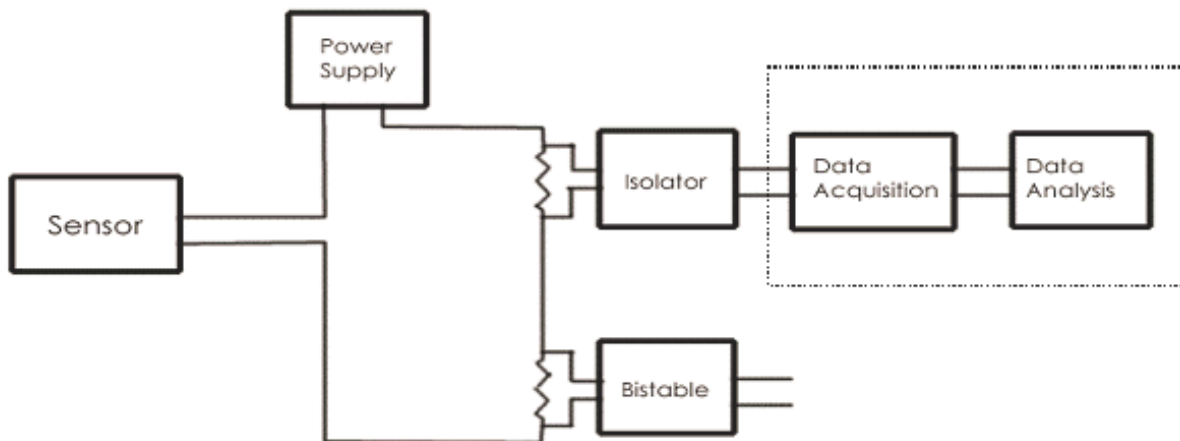 Power
Supply
Sensor
Isolator
Data
Acquisition
Data
Analysis
Bistable